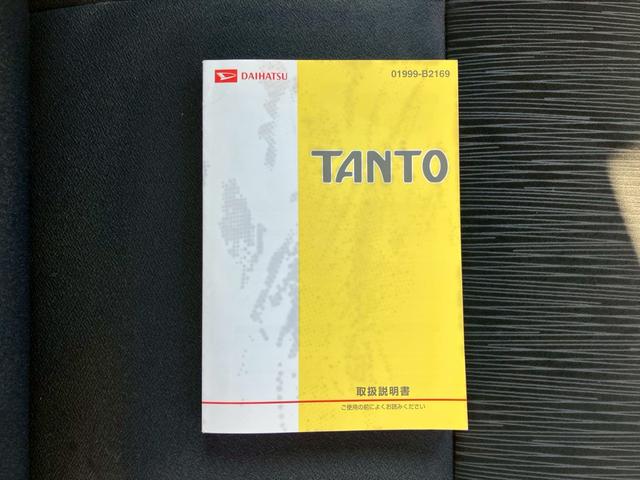 DAIHATSU 01999-B2169
TANTO
取扱説明書
ご使用の前によくお読みください